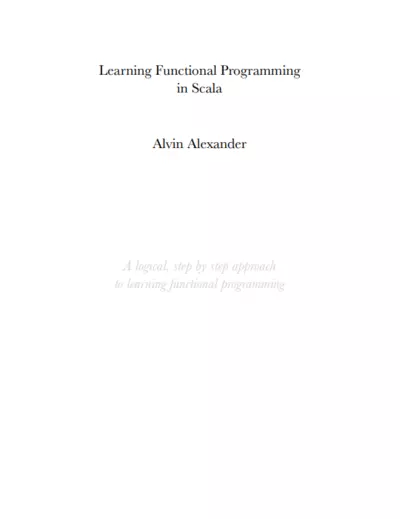 Learning Functional Programming
in Scala
Alvin Alexander
A logical, step by step approach
to learning functional programming